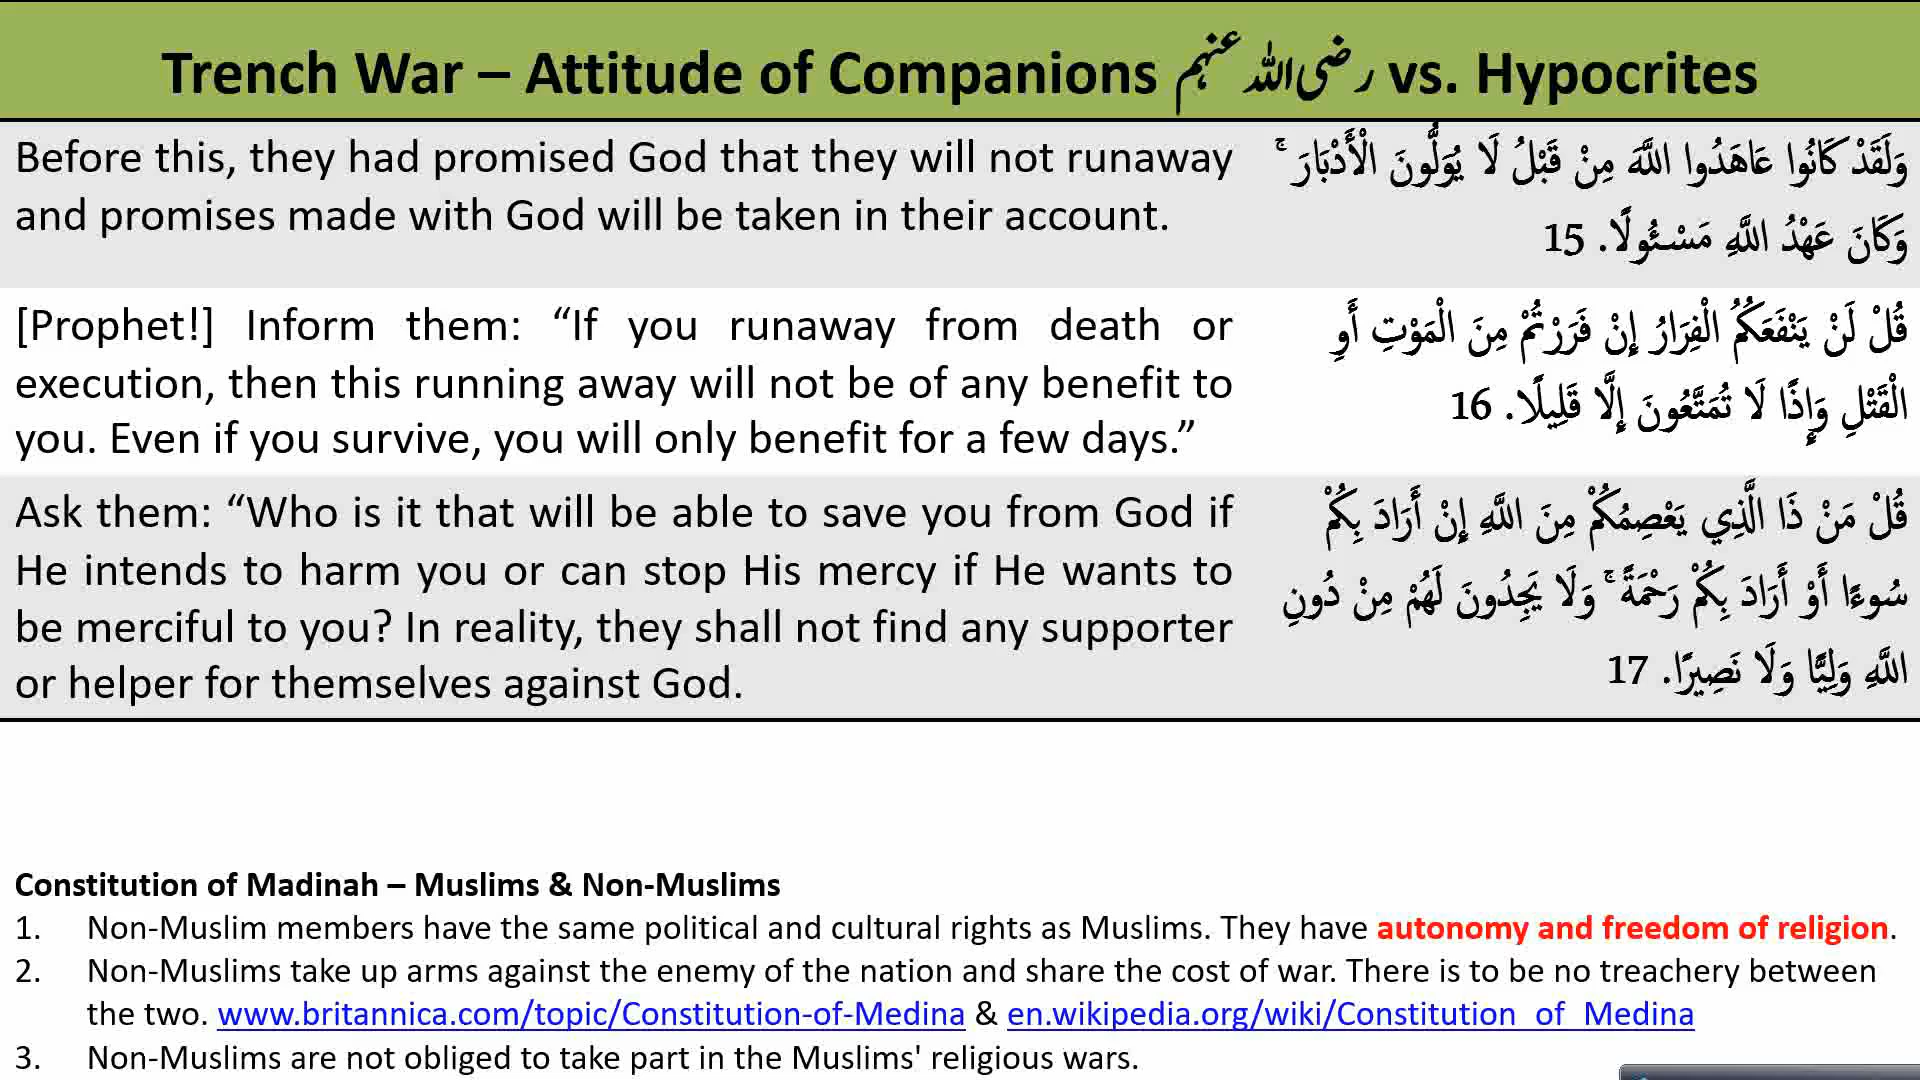 Trench War – Attitude of Companions رضی اللہ عنہم vs. Hypocrites
Before this, they had promised God that they will not runaway
and promises made with God will be taken in their account.
وَلَقَدْ كَانُوا عَاهَدُوا اللَّهَ مِنْ قَبْلُ لَا يُوَلُّونَ الْأَدْبَارَ ۚ
وَكَانَ عَهْدُ اللَّهِ مَسْئُولًا. 15
[Prophet!] Inform them: “If you runaway from death or
execution, then this running away will not be of any benefit to
you. Even if you survive, you will only benefit for a few days.”
قُلْ لَنْ يَنْفَعَكُمُ الْفِرَارُ إِنْ فَرَرْتُمْ مِنَ الْمَوْتِ أَوِ
الْقَتْلِ وَإِذًا لَا تُمَتَّعُونَ إِلَّا قَلِيلًا. 16
Ask them: “Who is it that will be able to save you from God if
He intends to harm you or can stop His mercy if He wants to
be merciful to you? In reality, they shall not find any supporter
or helper for themselves against God.
قُلْ مَنْ ذَا الَّذِي يَعْصِمُكُمْ مِنَ اللَّهِ إِنْ أَرَادَ بِكُمْ
سُوءًا أَوْ أَرَادَ بِكُمْ رَحْمَةً ۚ وَلَا يَجِدُونَ لَهُمْ مِنْ دُونِ
اللَّهِ وَلِيًّا وَلَا نَصِيرًا. 17
Constitution of Madinah – Muslims & Non-Muslims
1. Non-Muslim members have the same political and cultural rights as Muslims. They have autonomy and freedom of religion.
2. Non-Muslims take up arms against the enemy of the nation and share the cost of war. There is to be no treachery between
the two. www.britannica.com/topic/Constitution-of-Medina & en.wikipedia.org/wiki/Constitution_of_Medina
3. Non-Muslims are not obliged to take part in the Muslims' religious wars.